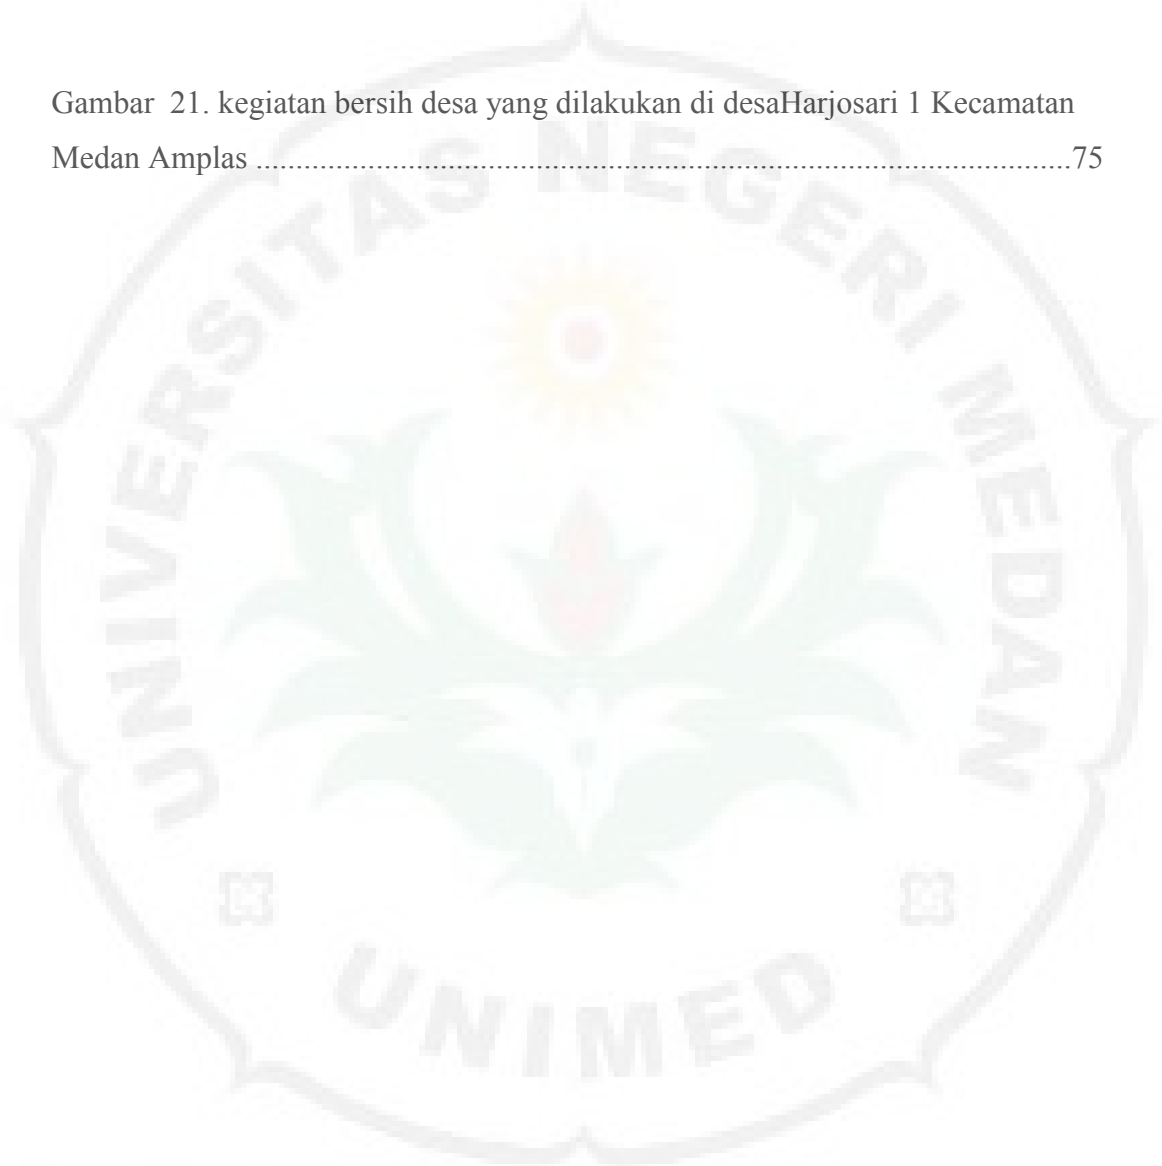 Gambar  21. kegiatan bersih desa yang dilakukan di desaHarjosari 1 Kecamatan
Medan Amplas ........................................................................................................75
UNIVERSITAS NEGERI MEDAN
UNIMED